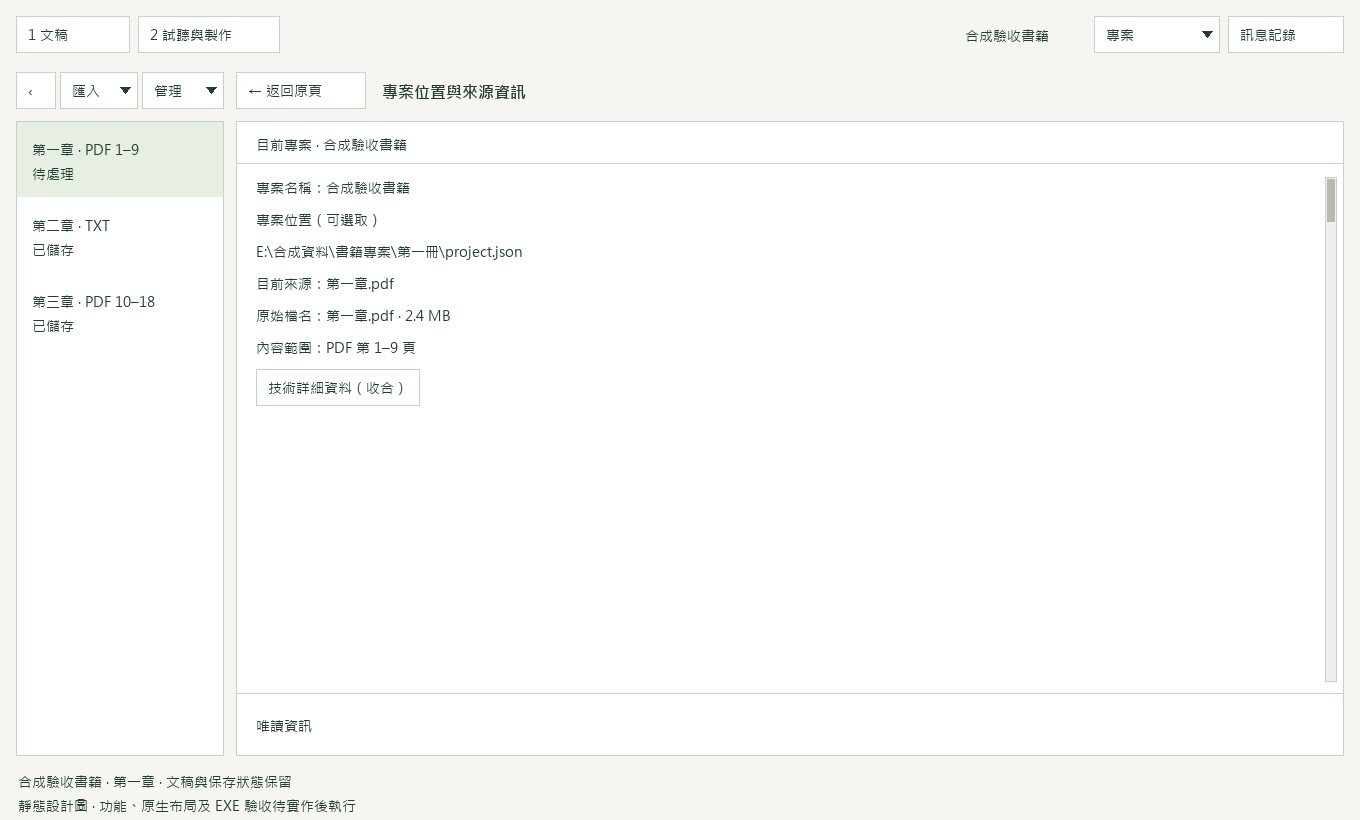 1 文稿
2 試聽與製作
合成驗收書籍
專案
訊息記錄
‹
匯入
管理
← 返回原頁
專案位置與來源資訊
第一章 · PDF 1–9
待處理
第二章 · TXT
已儲存
第三章 · PDF 10–18
已儲存
目前專案 · 合成驗收書籍
專案名稱：合成驗收書籍
專案位置（可選取）
E:\合成資料\書籍專案\第一冊\project.json
目前來源：第一章.pdf
原始檔名：第一章.pdf · 2.4 MB
內容範圍：PDF 第 1–9 頁
技術詳細資料（收合）
唯讀資訊
合成驗收書籍 · 第一章 · 文稿與保存狀態保留
靜態設計圖 · 功能、原生布局及 EXE 驗收待實作後執行